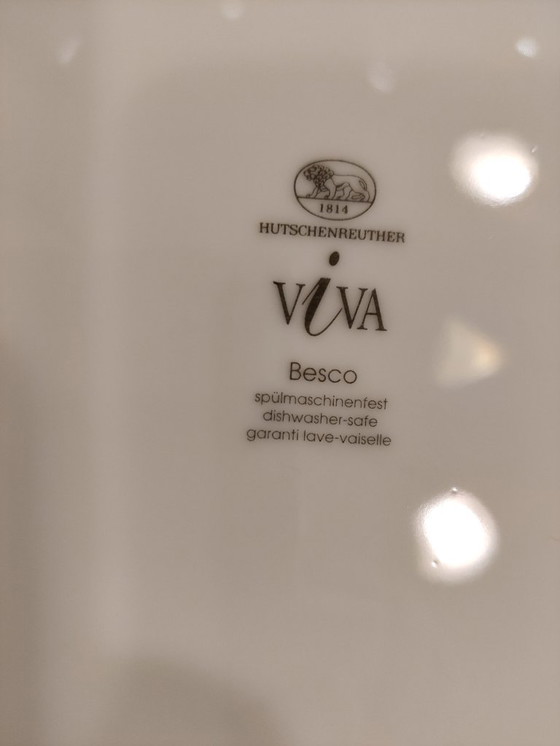 1814
HUTSCHENREUTHER
ViVA
Besco
spülmaschinenfest
dishwasher-safe
garanti lave-vaiselle